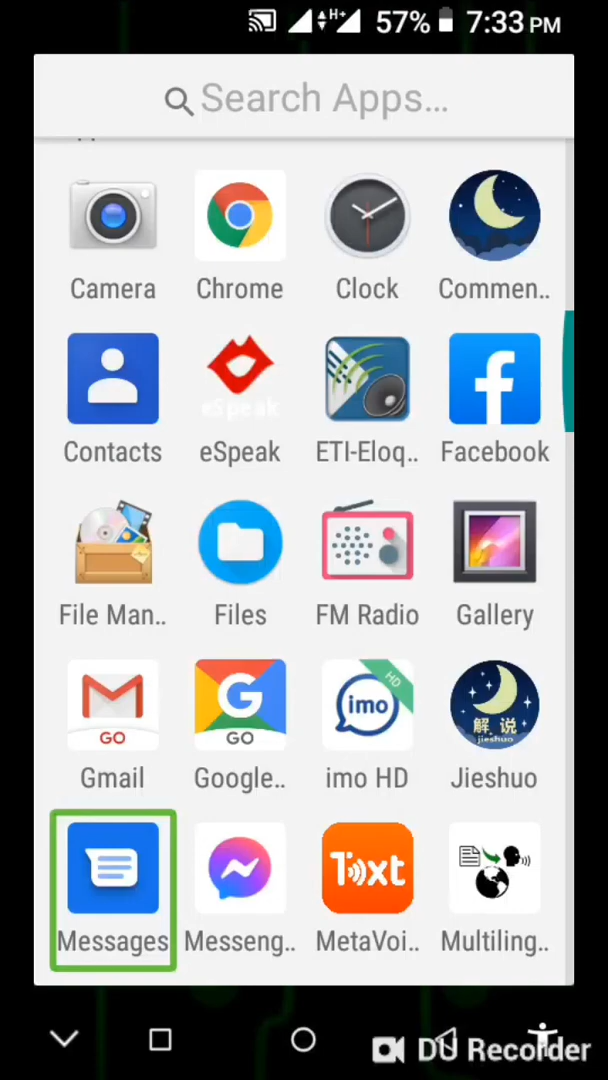 H+ 57% 7:33 PM
Search Apps...
Camera Chrome Clock Commen..
eSpeak
Contacts eSpeak ETI-Eloq.. Facebook
File Man.. Files FM Radio Gallery
GO G GO imo HD 解说 jieshuo
Gmail Google.. imo HD Jieshuo
Text
Messages Messeng.. MetaVoi.. Multiling..
DU Recorder